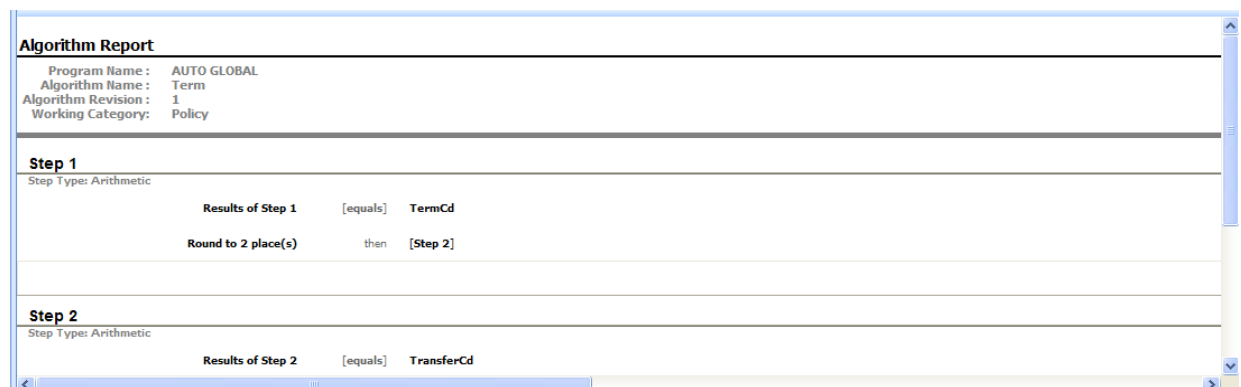 Algorithm Report
Program Name : AUTO GLOBAL
Algorithm Name : Term
Algorithm Revision : 1
Working Category: Policy
Step 1
Step Type: Arithmetic
Results of Step 1 [equals] TermCd
Round to 2 place(s) then [Step 2]
Step 2
Step Type: Arithmetic
Results of Step 2 [equals] TransferCd